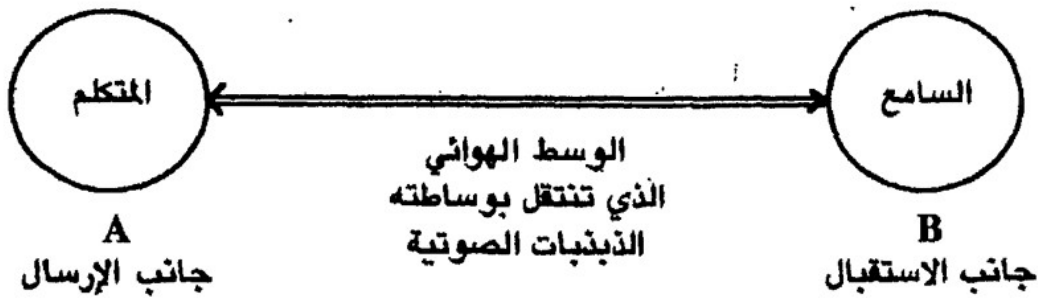 المتكلم
السامع
الوسط الهوائي
الذي تنتقل بوساطته
الذبذبات الصوتية
A
جانب الإرسال
B
جانب الاستقبال